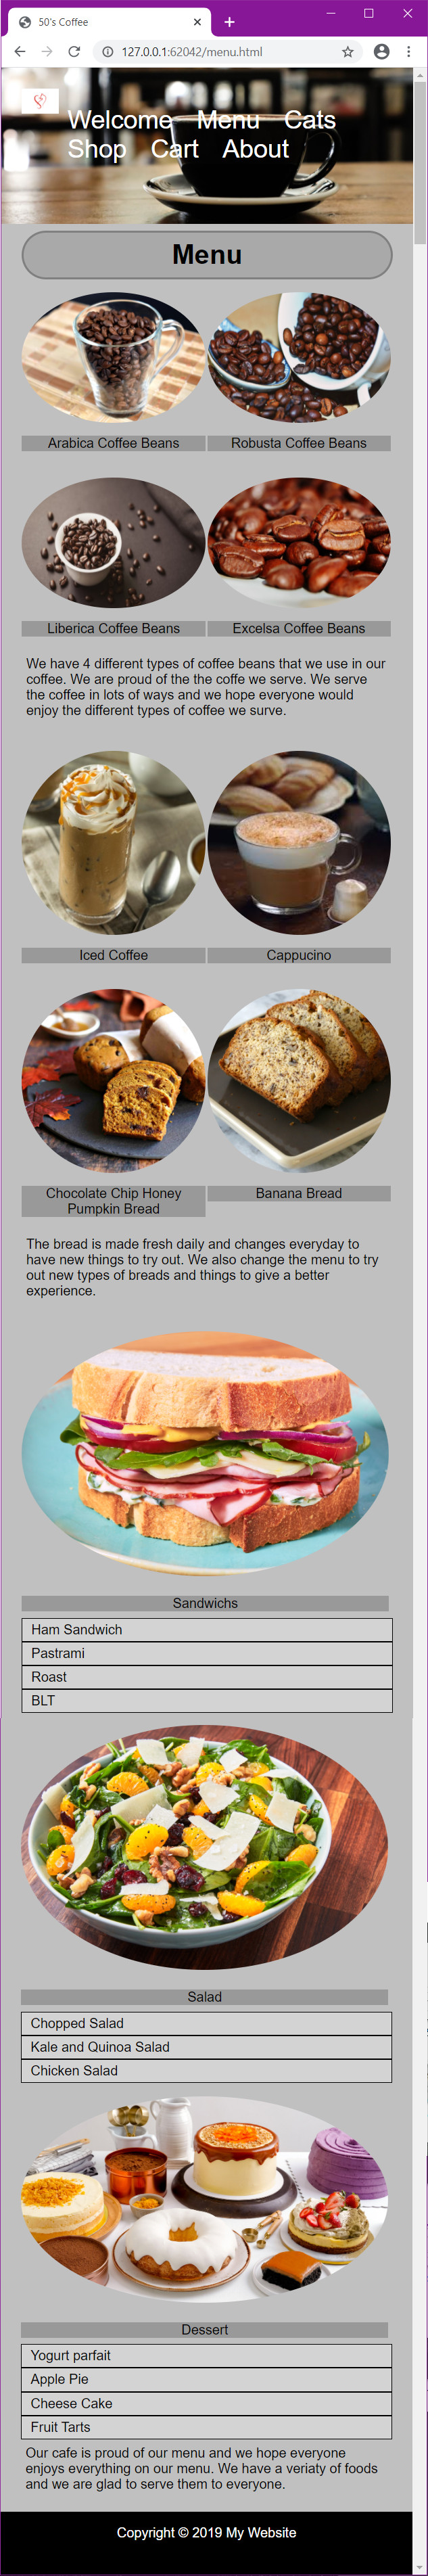 50's Coffee
127.0.0.1:62042/menu.html
Welcome Menu Cats
Shop Cart About
Menu
Arabica Coffee Beans Robusta Coffee Beans
Liberica Coffee Beans Excelsa Coffee Beans
We have 4 different types of coffee beans that we use in our
coffee. We are proud of the the coffe we serve. We serve
the coffee in lots of ways and we hope everyone would
enjoy the different types of coffee we surve.
Iced Coffee Cappucino
Chocolate Chip Honey
Pumpkin Bread
Banana Bread
The bread is made fresh daily and changes everyday to
have new things to try out. We also change the menu to try
out new types of breads and things to give a better
experience.
Sandwichs
Ham Sandwich
Pastrami
Roast
BLT
Salad
Chopped Salad
Kale and Quinoa Salad
Chicken Salad
Dessert
Yogurt parfait
Apple Pie
Cheese Cake
Fruit Tarts
Our cafe is proud of our menu and we hope everyone
enjoys everything on our menu. We have a veriaty of foods
and we are glad to serve them to everyone.
Copyright © 2019 My Website